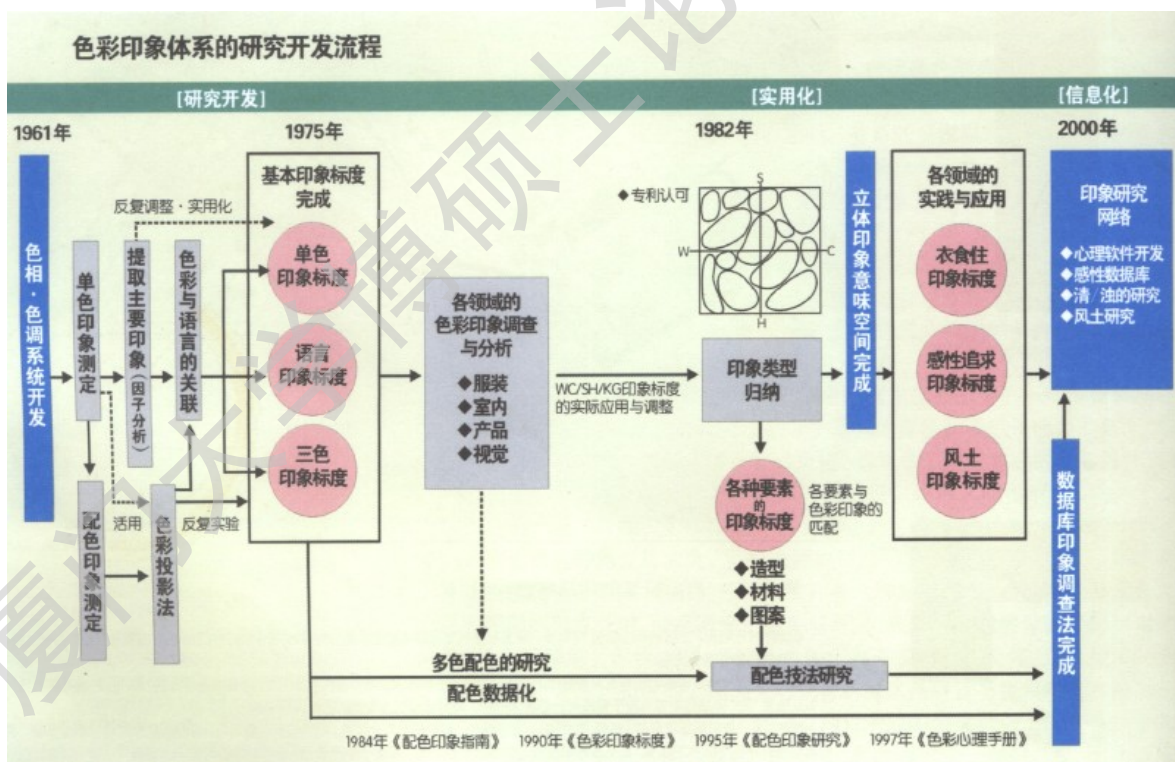 色彩印象体系的研究开发流程
[研究开发]
[实用化]
[信息化]
1961年
1975年
1982年
2000年
色相·色调系统开发
单色印象测定
提取主要印象（因子分析）
色彩与语言的关联
反复调整·实用化
配色印象测定
活用
色彩投影法
反复实验
基本印象标度
完成
单色
印象标度
语言
印象标度
三色
印象标度
各领域的
色彩印象调查
与分析
◆服装
◆室内
◆产品
◆视觉
WC/SH/KG印象标度
的实际应用与调整
◆专利认可
S
W
C
H
印象类型
归纳
各种要素
的
印象标度
各要素与
色彩印象的
匹配
◆造型
◆材料
◆图案
立体印象意味空间完成
各领域的
实践与应用
衣食住
印象标度
感性追求
印象标度
风土
印象标度
印象研究
网络
◆心理软件开发
◆感性数据库
◆清/浊的研究
◆风土研究
数据库印象调查法完成
多色配色的研究
配色数据化
配色技法研究
1984年《配色印象指南》 1990年《色彩印象标度》 1995年《配色印象研究》 1997年《色彩心理手册》
厦门大学博硕士论